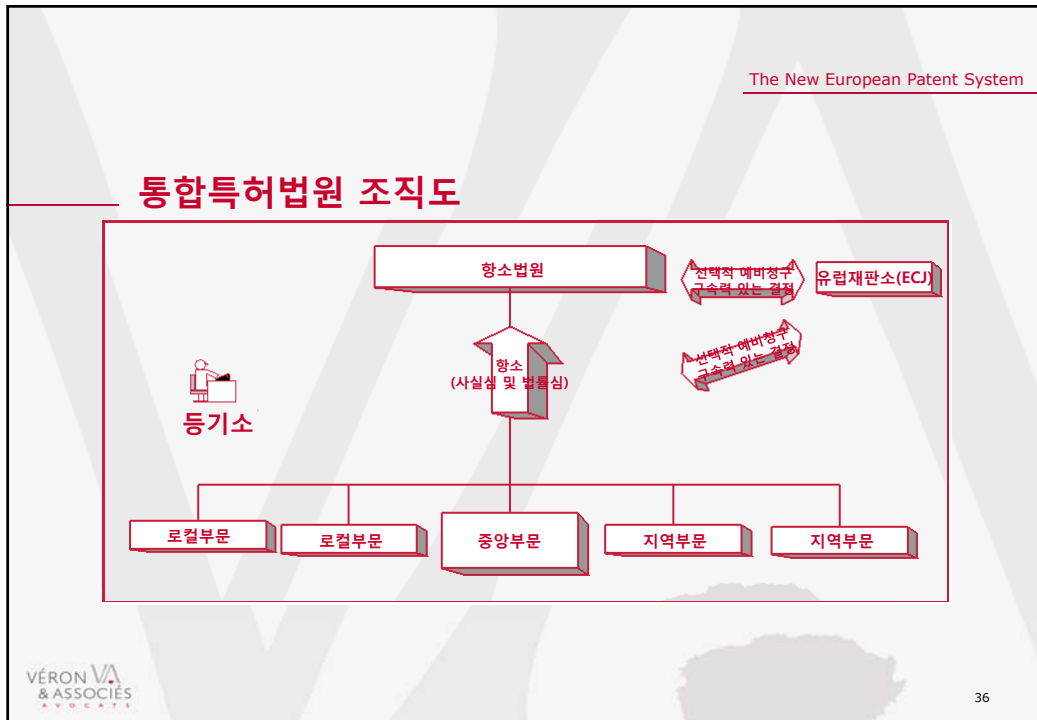 The New European Patent System
통합특허법원 조직도
항소법원
선택적 예비청구
구속력 있는 결정
유럽재판소(ECJ)
항소
(사실심 및 법률심)
선택적 예비청구
구속력 있는 결정
등기소
로컬부문
로컬부문
중앙부문
지역부문
지역부문
VÉRON VA
& ASSOCIÉS
AVOCATS
36